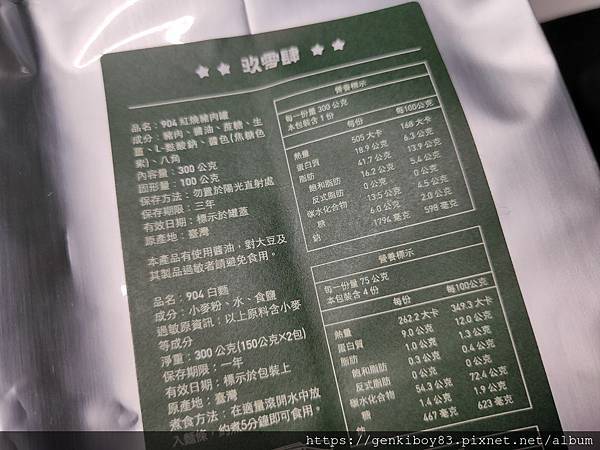 ★ ★ 改零肆 ★ ★
品名：904 紅燒豬肉罐
成分：豬肉、醬油、蔗糖、生
薑、L-麩酸鈉、醬色(焦糖色
素)、八角
內容量：300 公克
固形量：100 公克
保存方法：勿置於陽光直射處
保存期限：三年
有效日期：標示於罐蓋
原產地：臺灣
本產品有使用醬油，對大豆及
其製品過敏者請避免食用。
營養標示
每一份量 300 公克
本包裝含 1 份
每份 每100公克
熱量 505 大卡 168 大卡
蛋白質 18.9 公克 6.3 公克
脂肪 41.7 公克 13.9 公克
飽和脂肪 16.2 公克 5.4 公克
反式脂肪 0 公克 0 公克
碳水化合物 13.5 公克 4.5 公克
糖 6.0 公克 2.0 公克
鈉 1794 毫克 598 毫克
品名：904 白麵
成分：小麥粉、水、食鹽
過敏原資訊：以上原料含小麥
等成分
淨重：300 公克(150公克×2包)
保存期限：一年
有效日期：標示於包裝上
原產地：臺灣
煮食方法：在適量滾開水中放
入麵條，約煮5分鐘即可食用。
營養標示
每一份量 75 公克
本包裝含 4 份
每份 每100公克
熱量 262.2 大卡 349.3 大卡
蛋白質 9.0 公克 12.0 公克
脂肪 1.0 公克 1.3 公克
飽和脂肪 0.3 公克 0.4 公克
反式脂肪 0 公克 0 公克
碳水化合物 54.3 公克 72.4 公克
糖 1.4 公克 1.9 公克
鈉 467 毫克 623 毫克
https://genkiboy83.pixnet.net/album